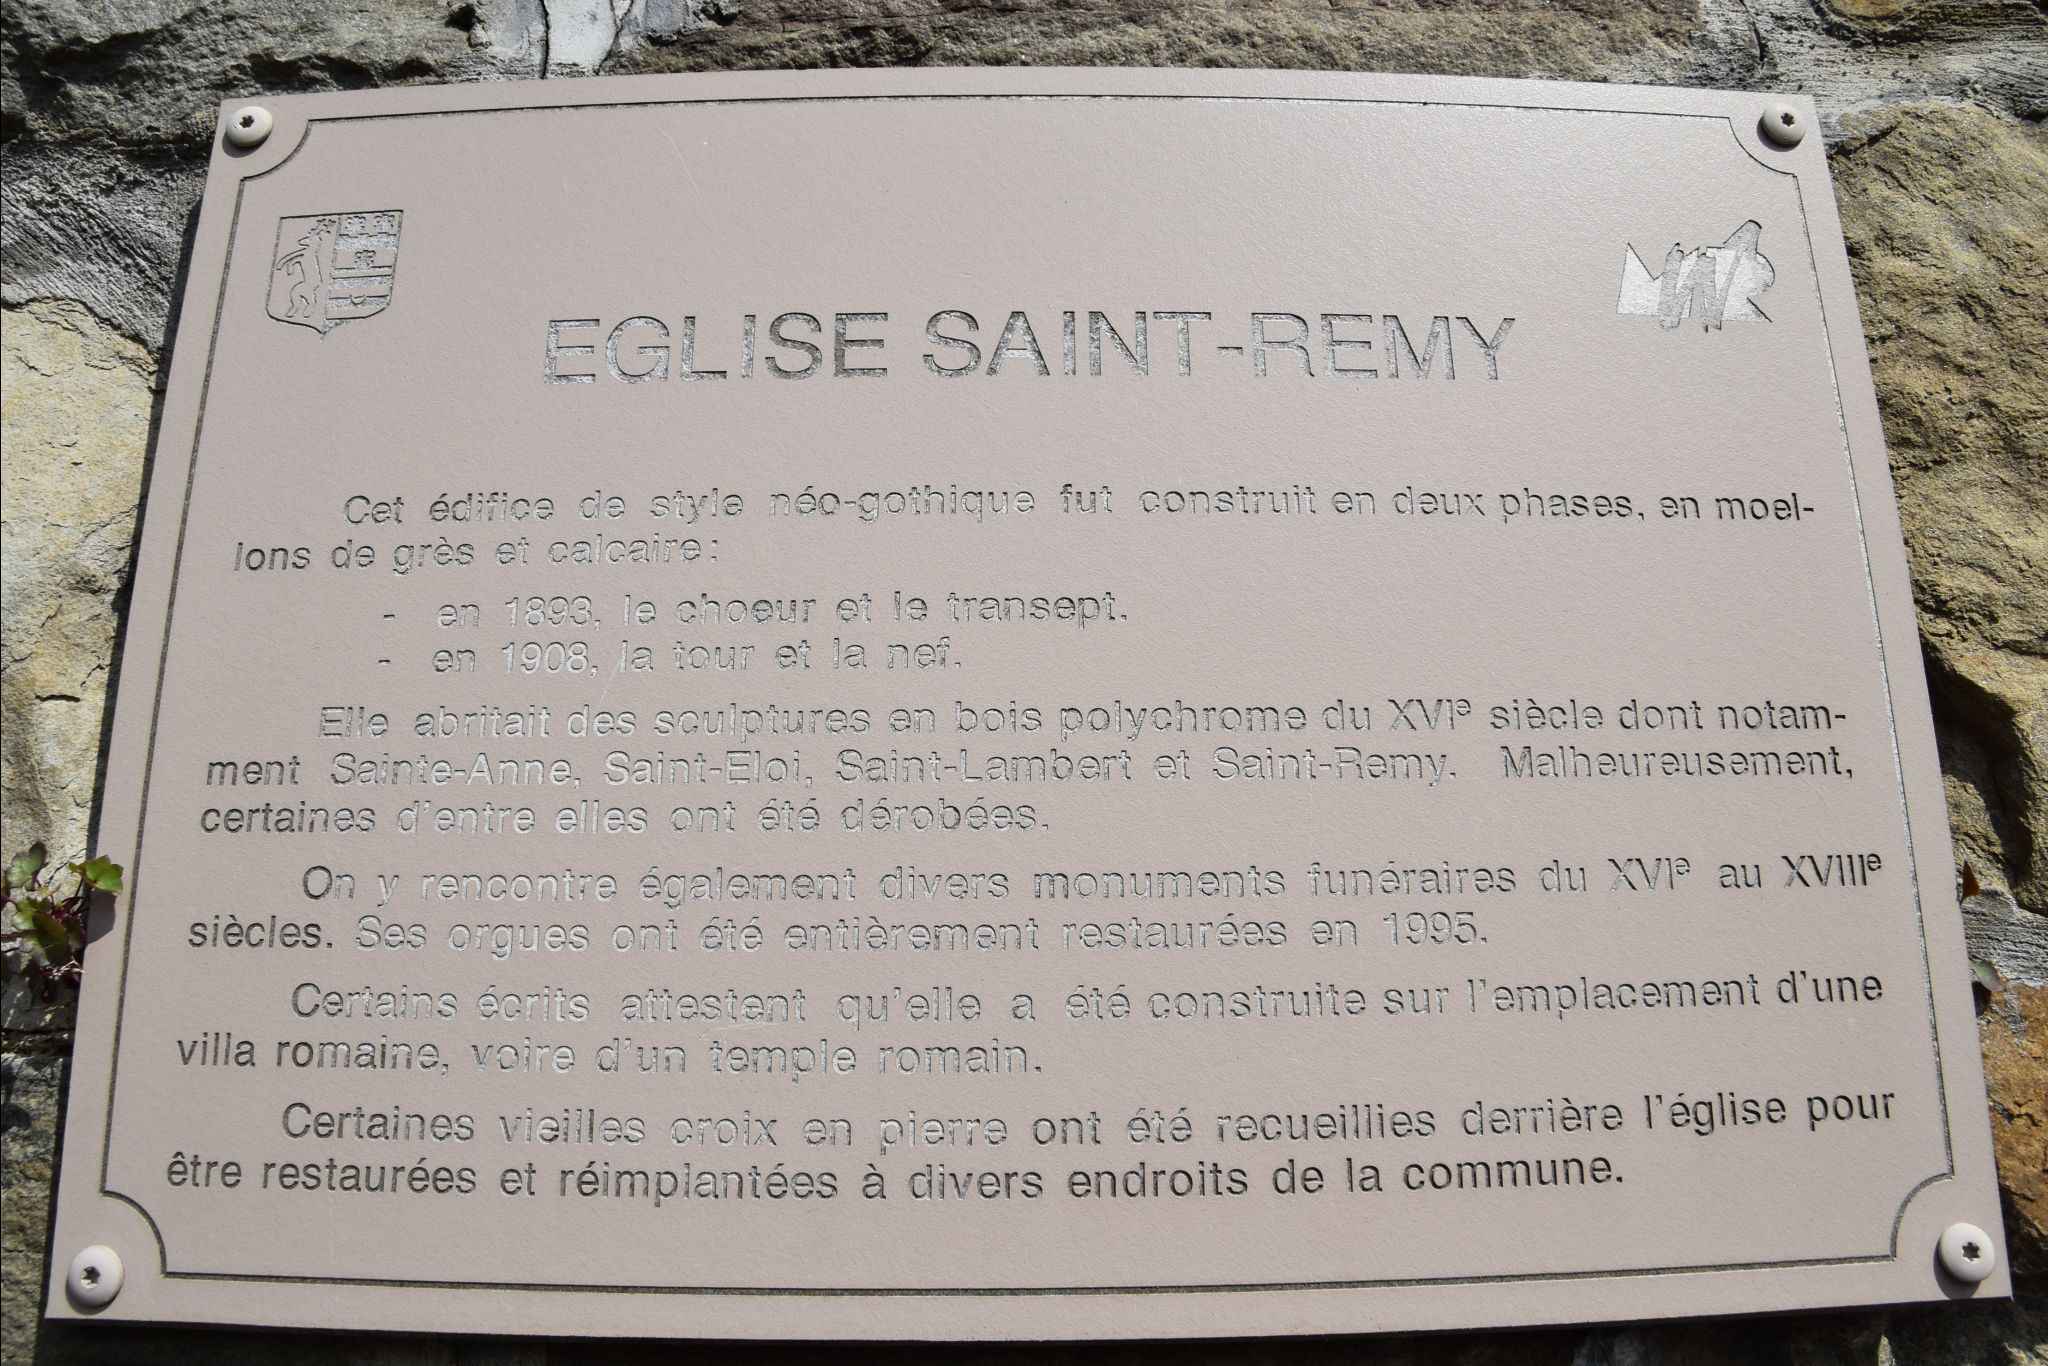 MWR
EGLISE SAINT-REMY
Cet édifice de style néo-gothique fut construit en deux phases, en moel-
lons de grès et calcaire :
- en 1893, le choeur et le transept.
- en 1908, la tour et la nef.
Elle abritait des sculptures en bois polychrome du XVIe siècle dont notam-
ment Sainte-Anne, Saint-Eloi, Saint-Lambert et Saint-Remy. Malheureusement,
certaines d'entre elles ont été dérobées.
On y rencontre également divers monuments funéraires du XVIe au XVIIIe
siècles. Ses orgues ont été entièrement restaurées en 1995.
Certains écrits attestent qu'elle a été construite sur l'emplacement d'une
villa romaine, voire d'un temple romain.
Certaines vieilles croix en pierre ont été recueillies derrière l'église pour
être restaurées et réimplantées à divers endroits de la commune.